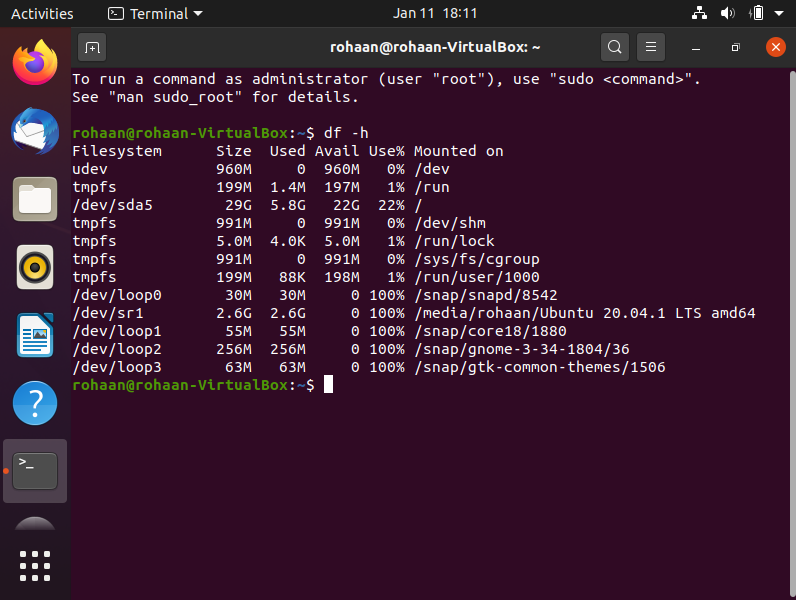 Activities Terminal Jan 11 18:11
rohaan@rohaan-VirtualBox: ~
To run a command as administrator (user "root"), use "sudo <command>".
See "man sudo_root" for details.
rohaan@rohaan-VirtualBox:~$ df -h
Filesystem      Size  Used Avail Use% Mounted on
udev            960M     0  960M   0% /dev
tmpfs           199M  1.4M  197M   1% /run
/dev/sda5        29G  5.8G   22G  22% /
tmpfs           991M     0  991M   0% /dev/shm
tmpfs           5.0M  4.0K  5.0M   1% /run/lock
tmpfs           991M     0  991M   0% /sys/fs/cgroup
tmpfs           199M   88K  198M   1% /run/user/1000
/dev/loop0       30M   30M     0 100% /snap/snapd/8542
/dev/sr1        2.6G  2.6G     0 100% /media/rohaan/Ubuntu 20.04.1 LTS amd64
/dev/loop1       55M   55M     0 100% /snap/core18/1880
/dev/loop2      256M  256M     0 100% /snap/gnome-3-34-1804/36
/dev/loop3       63M   63M     0 100% /snap/gtk-common-themes/1506
rohaan@rohaan-VirtualBox:~$